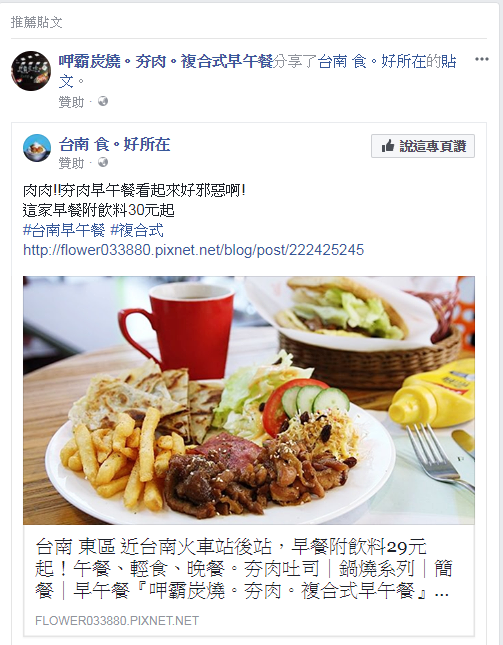 推薦貼文
呷霸炭燒。夯肉。複合式早午餐分享了台南 食。好所在的貼
文。
贊助 ·
台南 食。好所在
贊助 ·
說這專頁讚
肉肉!!夯肉早午餐看起來好邪惡啊!
這家早餐附飲料30元起
#台南早午餐 #複合式
http://flower033880.pixnet.net/blog/post/222425245
台南 東區 近台南火車站後站，早餐附飲料29元
起！午餐、輕食、晚餐。夯肉吐司｜鍋燒系列｜簡
餐｜早午餐『呷霸炭燒。夯肉。複合式早午餐』...
FLOWER033880.PIXNET.NET